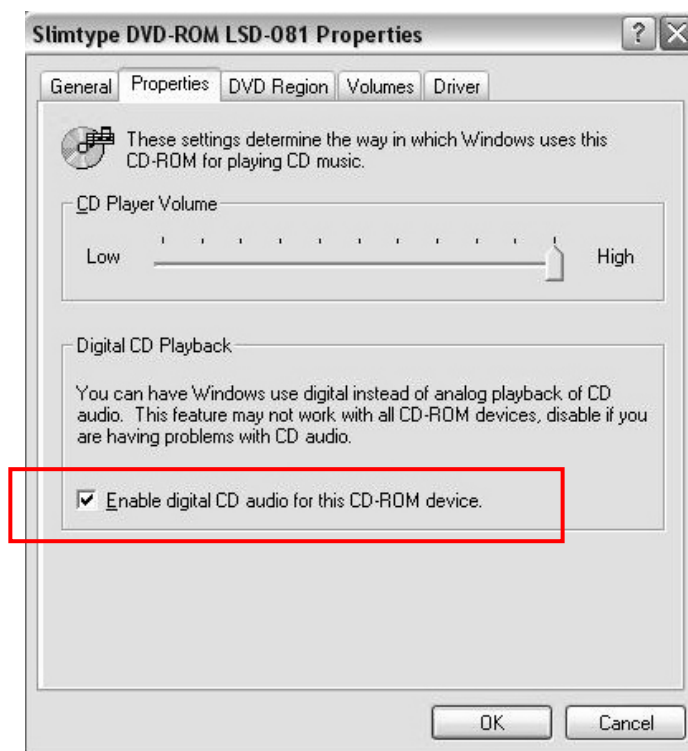 Slimtype DVD-ROM LSD-081 Properties
General Properties DVD Region Volumes Driver
These settings determine the way in which Windows uses this
CD-ROM for playing CD music.
CD Player Volume
Low High
Digital CD Playback
You can have Windows use digital instead of analog playback of CD
audio. This feature may not work with all CD-ROM devices, disable if you
are having problems with CD audio.
Enable digital CD audio for this CD-ROM device.
OK Cancel